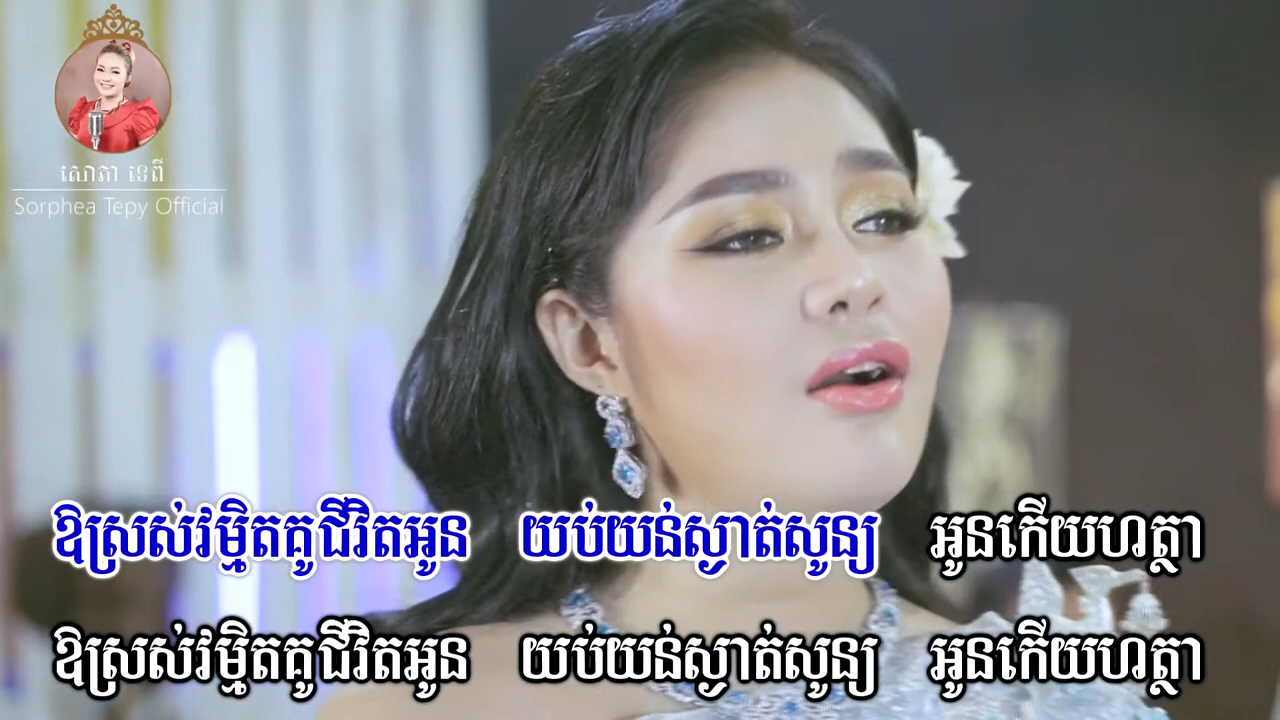 សោភា ទេពី
Sorphea Tepy Official
ឱស្រស់វម្មិតគូជីវិតអូន យប់យន់ស្ងាត់សូន្យ អូនកើយហត្ថា
ឱស្រស់វម្មិតគូជីវិតអូន យប់យន់ស្ងាត់សូន្យ អូនកើយហត្ថា